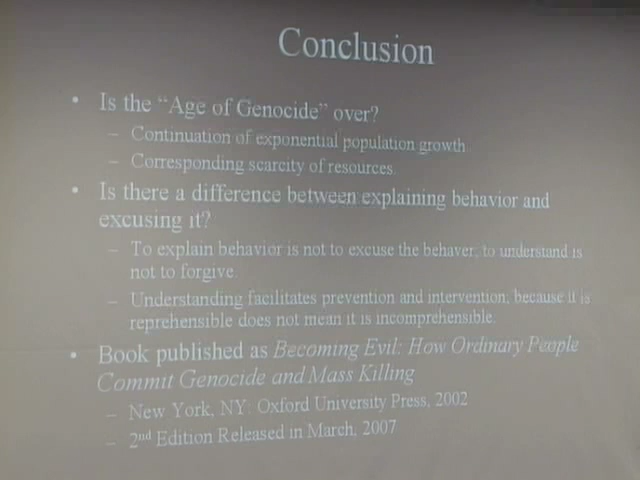 Conclusion
• Is the “Age of Genocide” over?
– Continuation of exponential population growth
– Corresponding scarcity of resources.
• Is there a difference between explaining behavior and
excusing it?
– To explain behavior is not to excuse the behaver, to understand is
not to forgive.
– Understanding facilitates prevention and intervention, because it is
reprehensible does not mean it is incomprehensible.
• Book published as Becoming Evil: How Ordinary People
Commit Genocide and Mass Killing
– New York, NY: Oxford University Press, 2002
– 2nd Edition Released in March, 2007